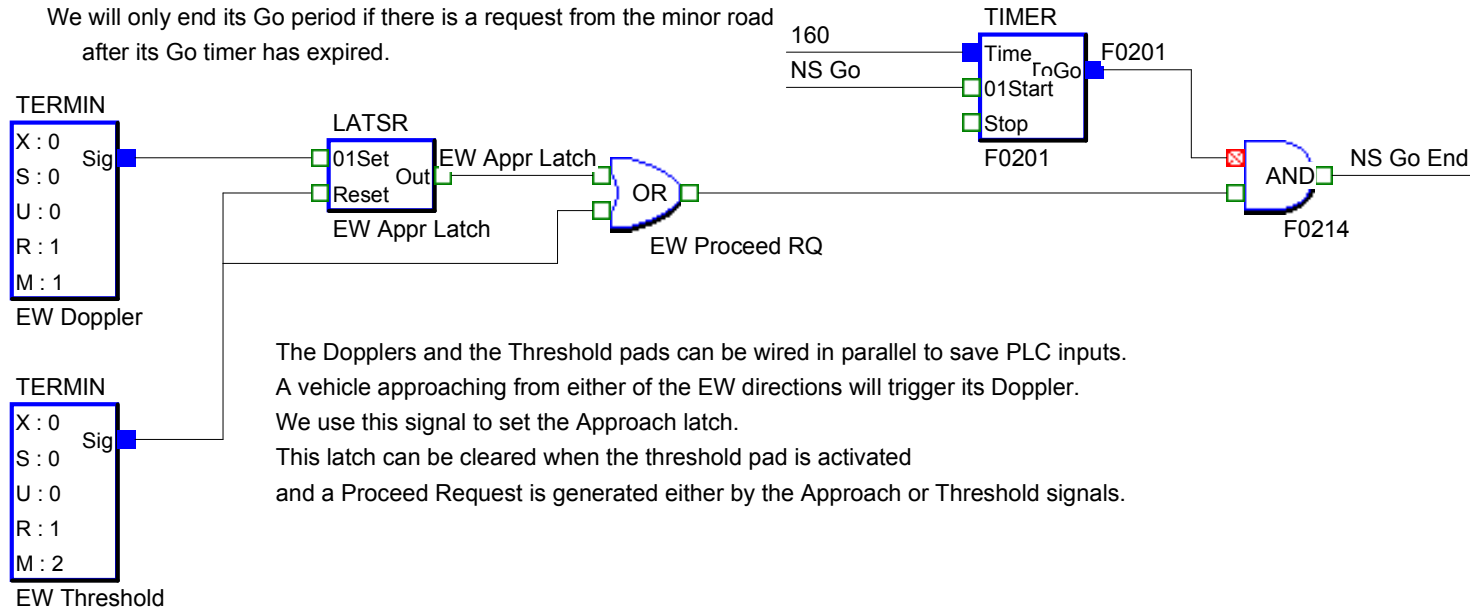 We will only end its Go period if there is a request from the minor road
after its Go timer has expired.
TIMER
160
Time
ToGo
F0201
NS Go
01Start
Stop
F0201
TERMIN
X : 0
Sig
S : 0
U : 0
R : 1
M : 1
EW Doppler
LATSR
01Set
Out
Reset
EW Appr Latch
EW Appr Latch
OR
EW Proceed RQ
AND
NS Go End
F0214
The Dopplers and the Threshold pads can be wired in parallel to save PLC inputs.
A vehicle approaching from either of the EW directions will trigger its Doppler.
We use this signal to set the Approach latch.
This latch can be cleared when the threshold pad is activated
and a Proceed Request is generated either by the Approach or Threshold signals.
TERMIN
X : 0
Sig
S : 0
U : 0
R : 1
M : 2
EW Threshold